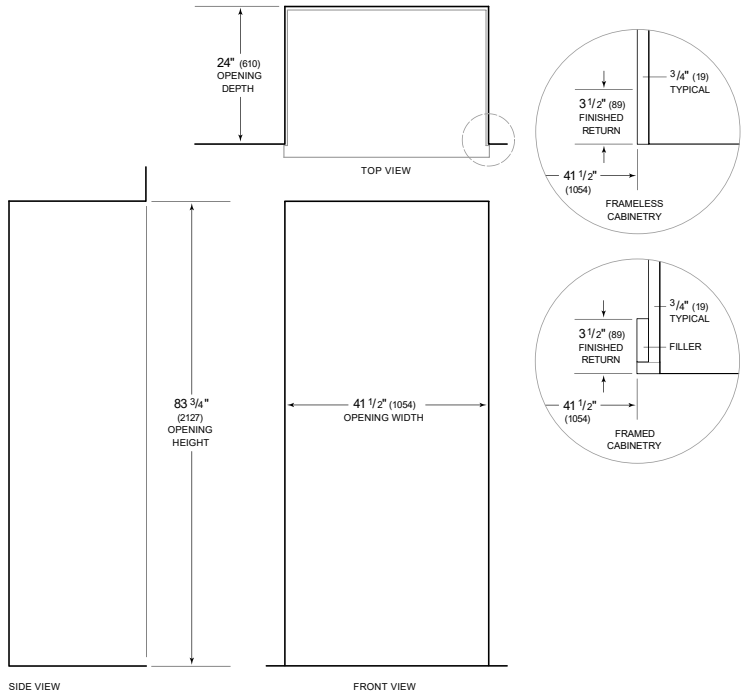 24" (610)
OPENING
DEPTH
TOP VIEW
3 1/2" (89)
FINISHED
RETURN
3/4" (19)
TYPICAL
41 1/2"
(1054)
FRAMELESS
CABINETRY
3 1/2" (89)
FINISHED
RETURN
3/4" (19)
TYPICAL
FILLER
41 1/2"
(1054)
FRAMED
CABINETRY
83 3/4"
(2127)
OPENING
HEIGHT
41 1/2" (1054)
OPENING WIDTH
SIDE VIEW
FRONT VIEW